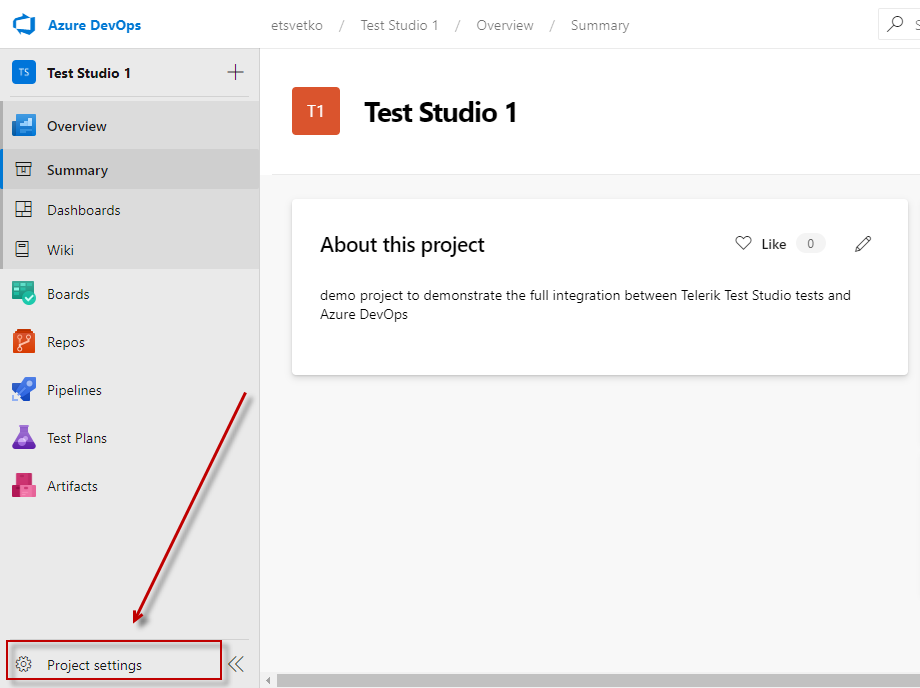 Azure DevOps
etsvetko / Test Studio 1 / Overview / Summary
S
TS
Test Studio 1
Overview
Summary
Dashboards
Wiki
Boards
Repos
Pipelines
Test Plans
Artifacts
Project settings
T1
Test Studio 1
About this project
Like 0
demo project to demonstrate the full integration between Telerik Test Studio tests and
Azure DevOps